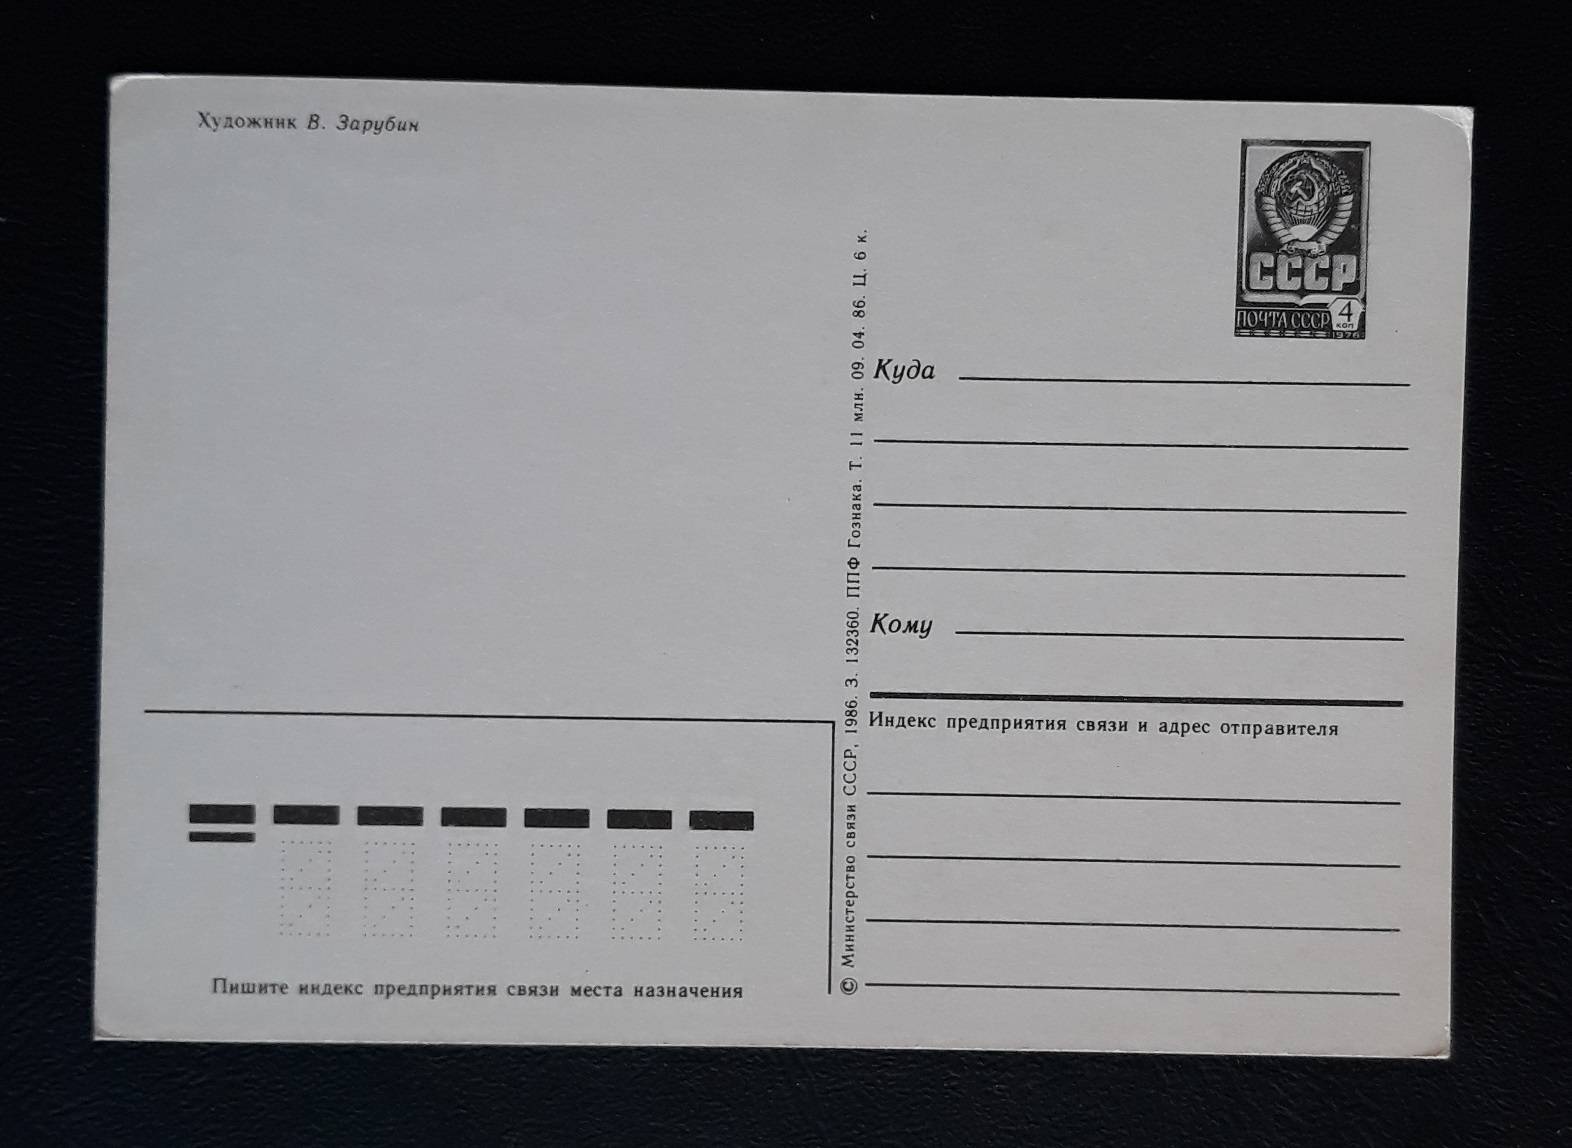 Художник В. Зарубин
СССР
ПОЧТА СССР 4
КОП
1976
Куда
Кому
Индекс предприятия связи и адрес отправителя
© Министерство связи СССР, 1986. З. 132360. ППФ Гознака. Т. 11 млн. 09. 04. 86. Ц. 6 к.
Пишите индекс предприятия связи места назначения